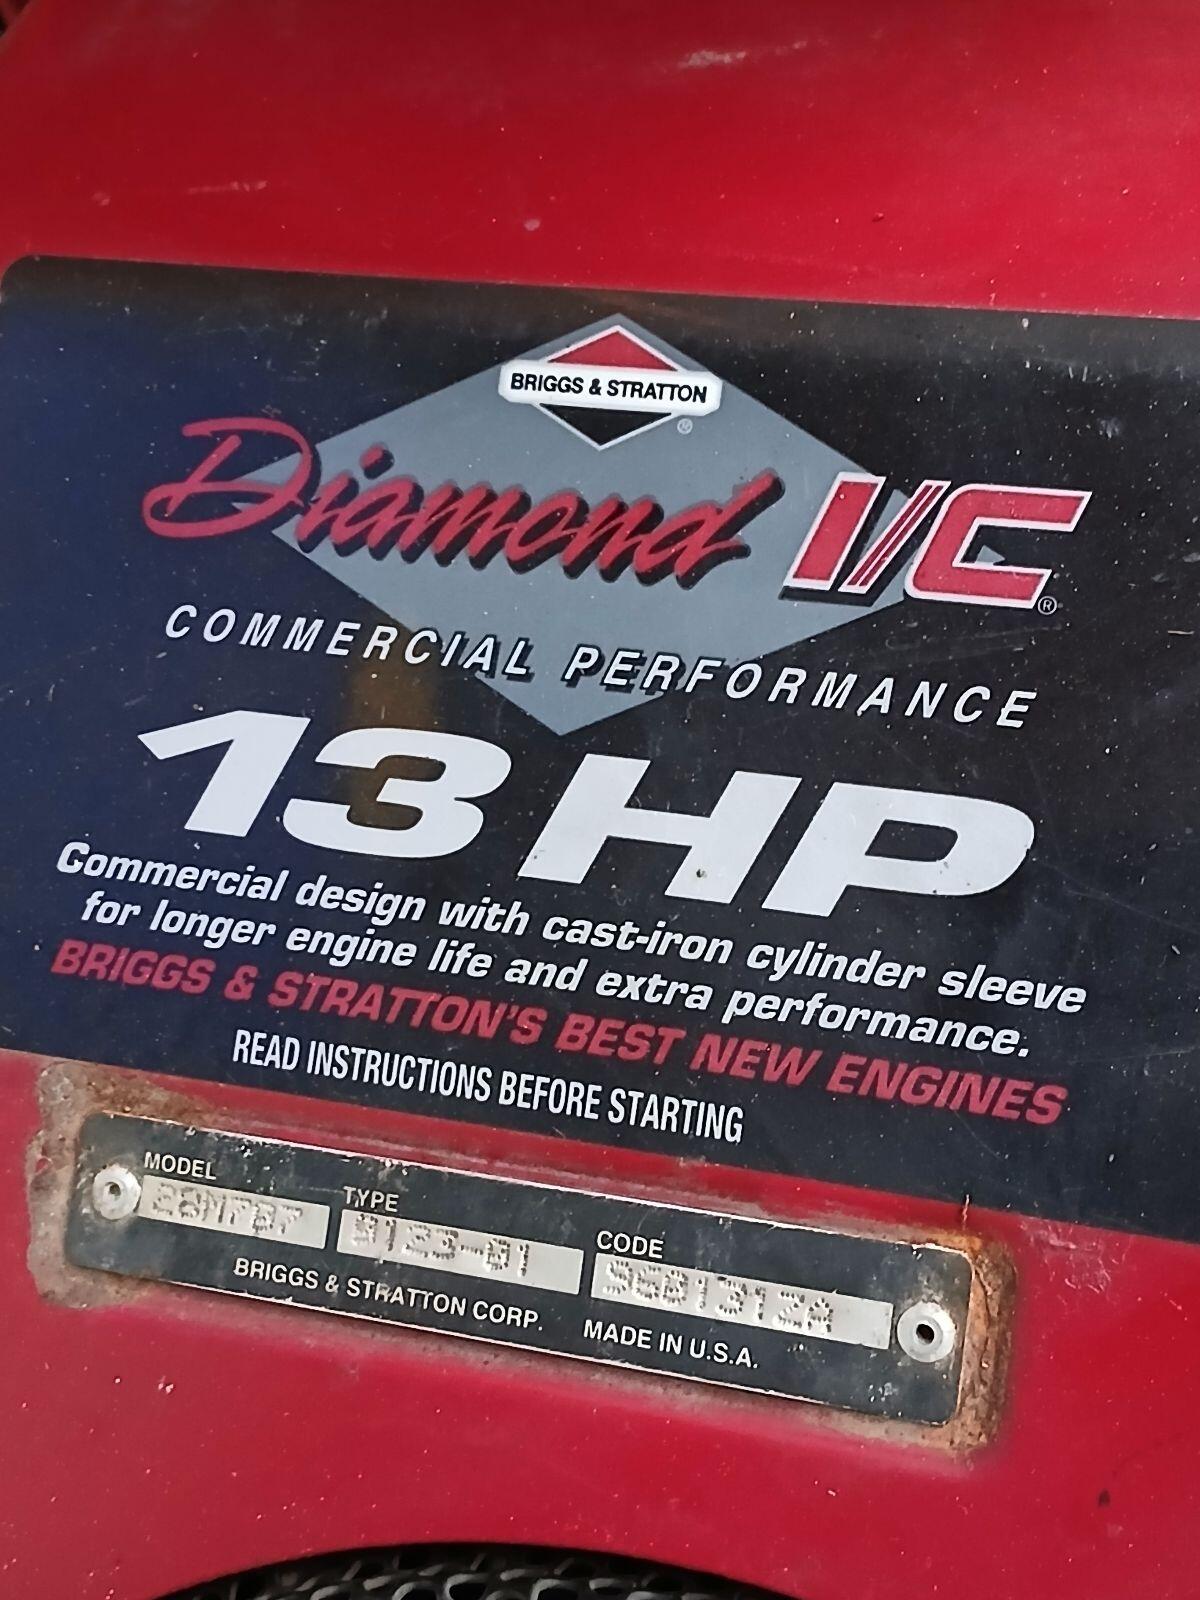 BRIGGS & STRATTON
®
Diamond I/C®
COMMERCIAL PERFORMANCE
13 HP
Commercial design with cast-iron cylinder sleeve
for longer engine life and extra performance.
BRIGGS & STRATTON'S BEST NEW ENGINES
READ INSTRUCTIONS BEFORE STARTING
MODEL TYPE CODE
28M707
BRIGGS & STRATTON CORP. MADE IN U.S.A.